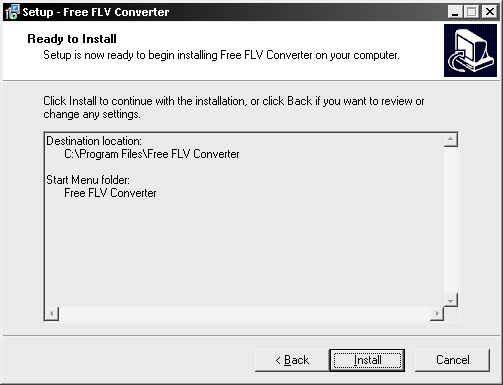 Setup - Free FLV Converter
Ready to Install
Setup is now ready to begin installing Free FLV Converter on your computer.
Click Install to continue with the installation, or click Back if you want to review or
change any settings.
Destination location:
C:\Program Files\Free FLV Converter
Start Menu folder:
Free FLV Converter
< Back
Install
Cancel